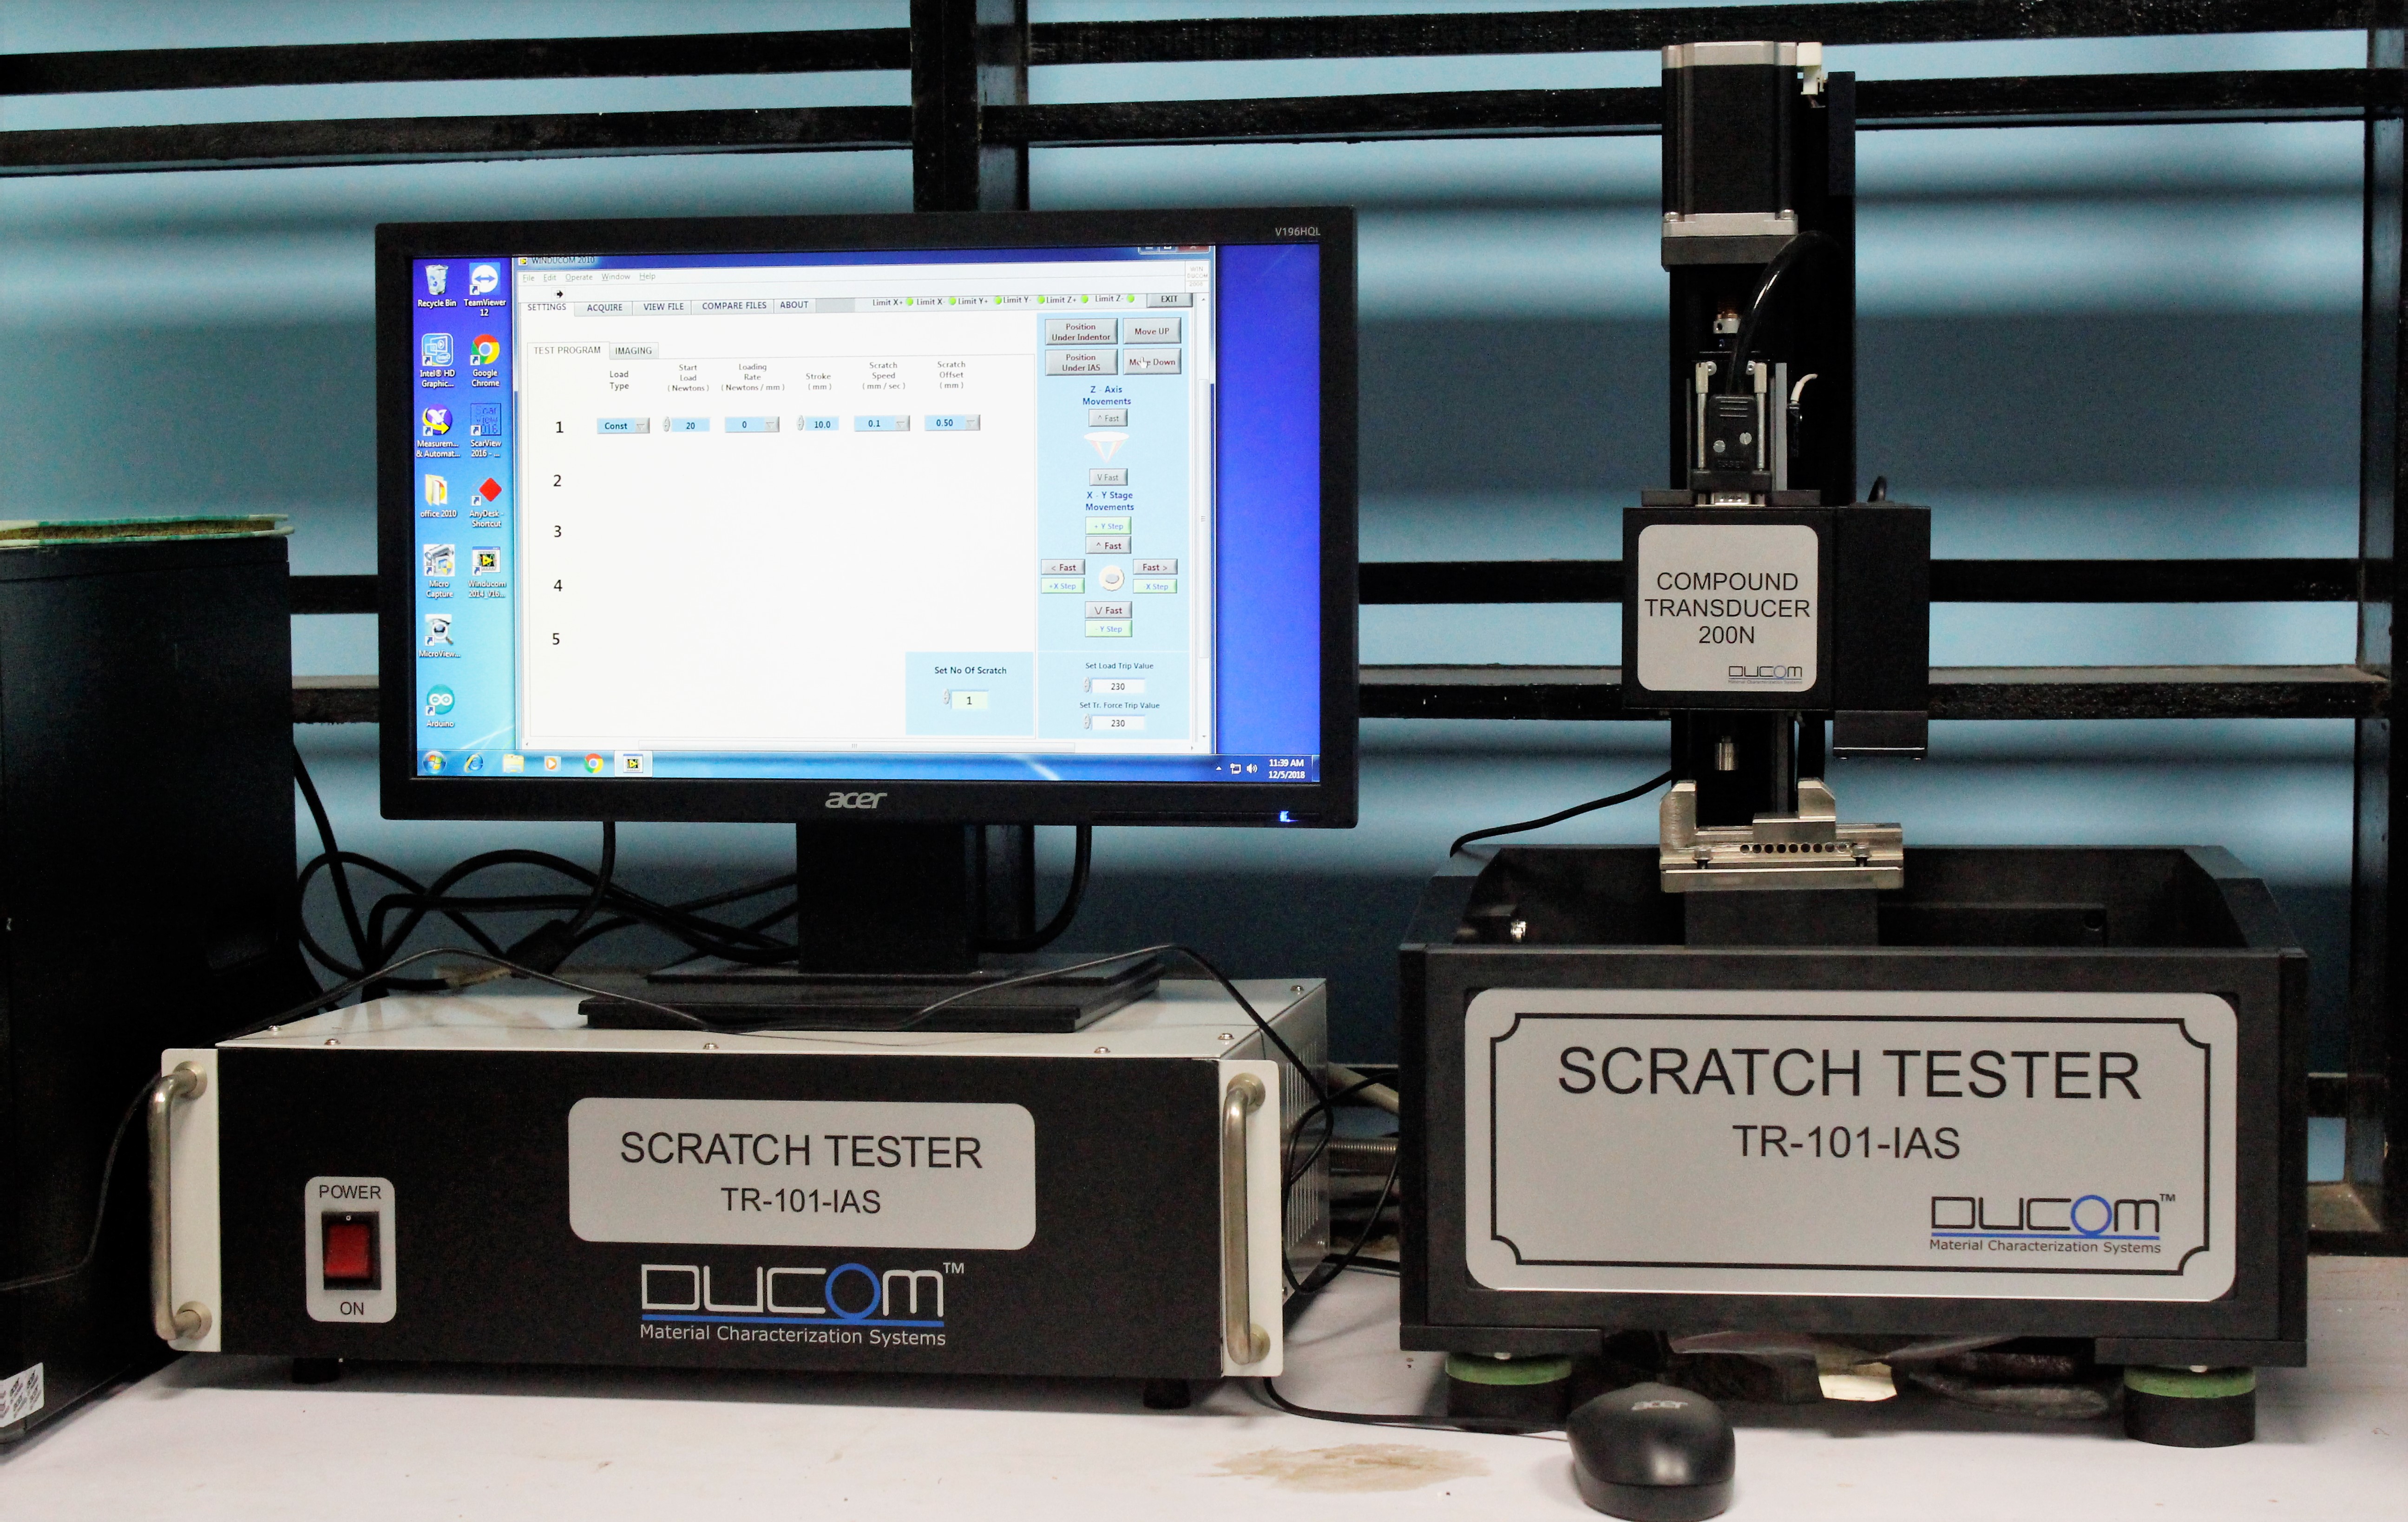 V196HQL
WINDUCOM 2010
File Edit Operate Window Help
SETTINGS ACQUIRE VIEW FILE COMPARE FILES ABOUT
Limit X+ Limit X- Limit Y+ Limit Y- Limit Z+ Limit Z- EXIT
TEST PROGRAM IMAGING
Load
Type
Start
Load
(Newtons)
Loading
Rate
(Newtons / mm)
Stroke
(mm)
Scratch
Speed
(mm / sec)
Scratch
Offset
(mm)
1 Const 20 0 10.0 0.1 0.50
2
3
4
5
Set No Of Scratch
1
Position
Under Indentor
Move UP
Position
Under IAS
Move Down
Z - Axis
Movements
^ Fast
V Fast
X - Y Stage
Movements
+ Y Step
^ Fast
< Fast Fast >
+X Step - X Step
\/ Fast
- Y Step
Set Load Trip Value
230
Set Tr. Force Trip Value
230
Recycle Bin
TeamViewer
12
Intel® HD
Graphic...
Google
Chrome
Measurem...
& Automat...
ScarView
2016 - ...
office 2010
AnyDesk -
Shortcut
Micro
Capture
Winducom
MicroView...
Arduino
11:39 AM
12/5/2018
acer
COMPOUND
TRANSDUCER
200N
DUCOM
Material Characterization Systems
SCRATCH TESTER
TR-101-IAS
DUCOM™
Material Characterization Systems
POWER
ON
SCRATCH TESTER
TR-101-IAS
DUCOM™
Material Characterization Systems
acer